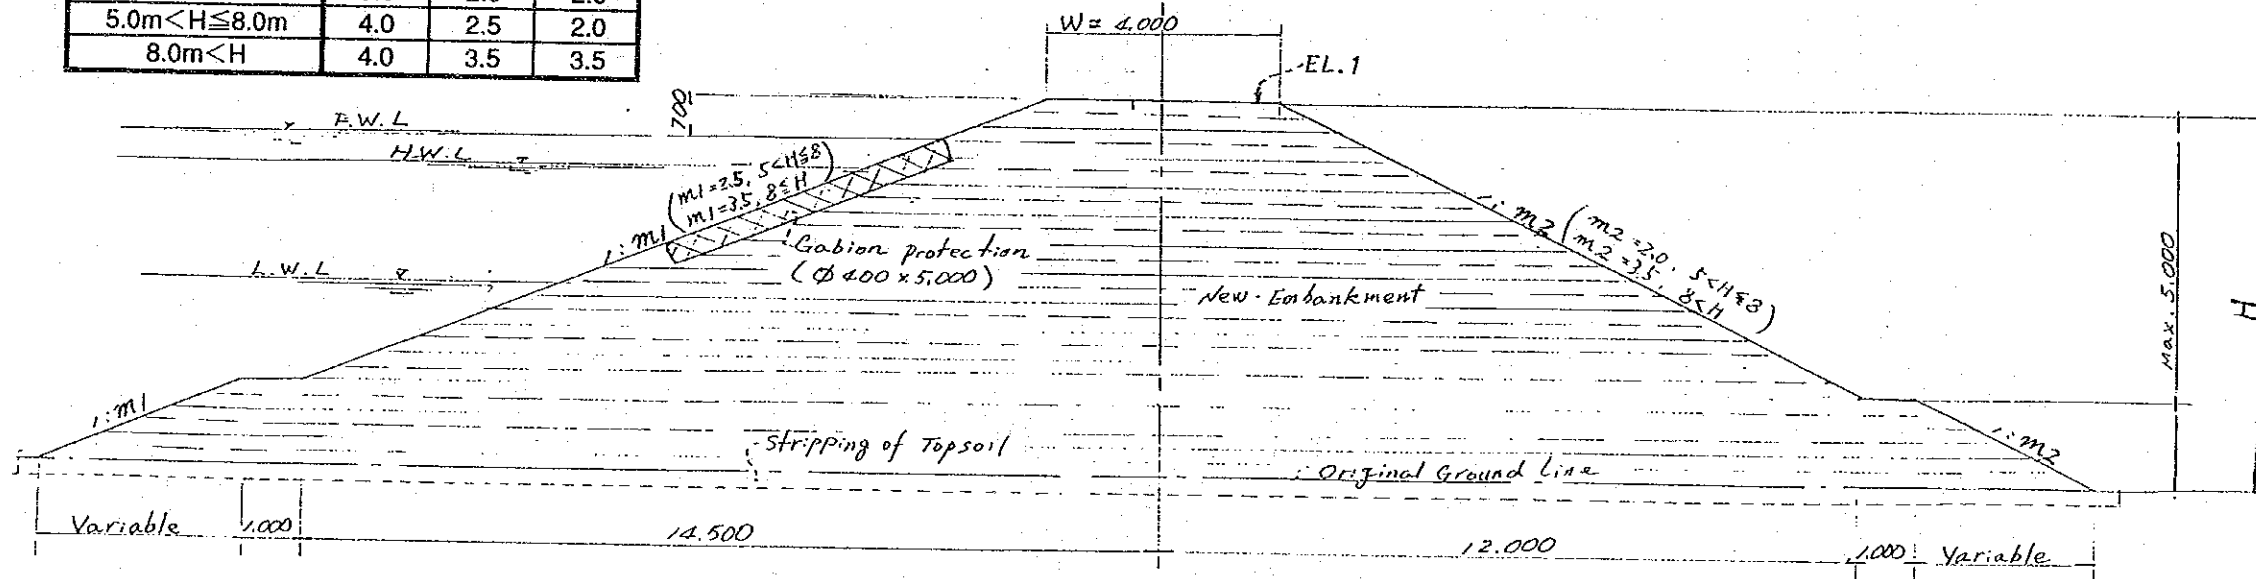 5.0m<H≦8.0m 4.0 2.5 2.0
8.0m<H 4.0 3.5 3.5
W = 4.000
EL.1
700
F.W.L
H.W.L
L.W.L
1:m1 (m1=2.5, 5<H≦8)
m1=3.5, 8≦H
Gabion protection
(Ø400 x 5,000)
1:m2 (m2=2.0, 5<H≦8)
m2=3.5, 8<H
New Embankment
Max. 5.000
H
1:m1
1:m2
Stripping of Topsoil
Original Ground Line
Variable 1.000 14.500 12.000 1.000 Variable